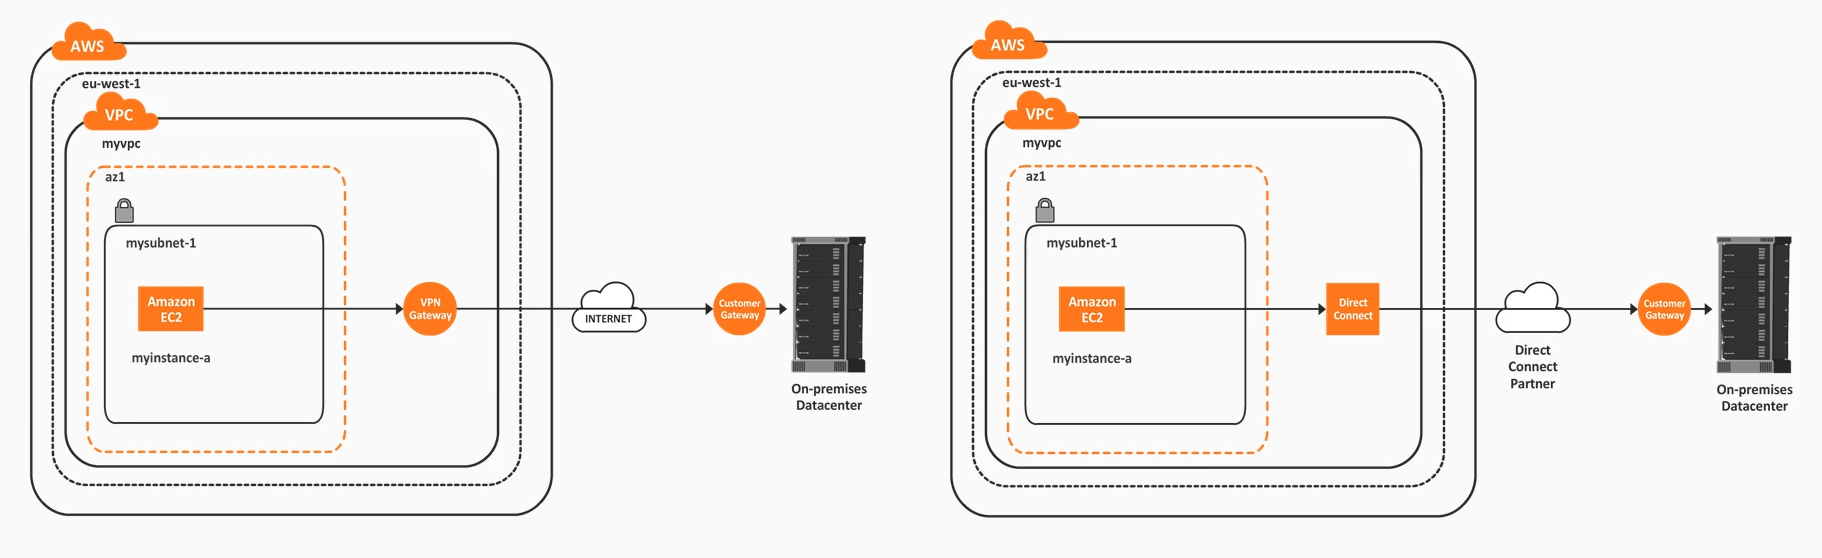 AWS
eu-west-1
VPC
myvpc
az1
mysubnet-1
Amazon
EC2
myinstance-a
VPN
Gateway
INTERNET
Customer
Gateway
On-premises
Datacenter
AWS
eu-west-1
VPC
myvpc
az1
mysubnet-1
Amazon
EC2
myinstance-a
Direct
Connect
Direct
Connect
Partner
Customer
Gateway
On-premises
Datacenter